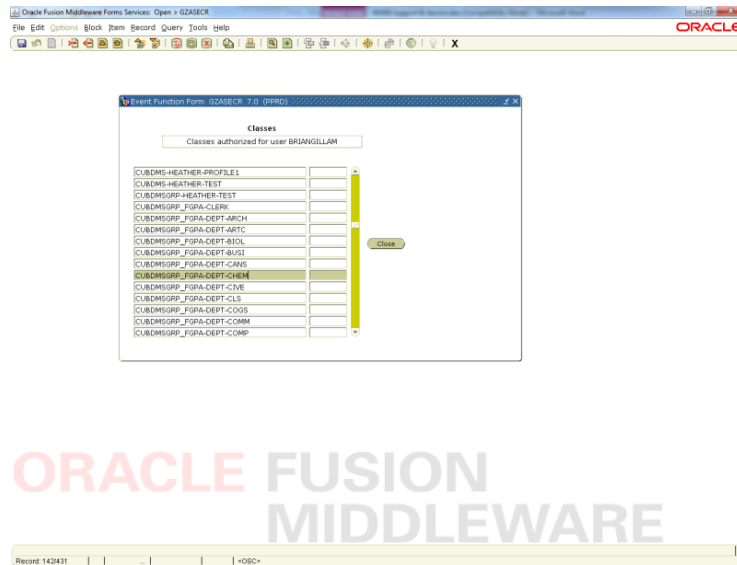 Oracle Fusion Middleware Forms Services: Open > GZASECR
File Edit Options Block Item Record Query Tools Help
ORACLE
X
Event Function Form GZASECR 7.0 (PPRD)
Classes
Classes authorized for user BRIANGILLAM
CUBDMS-HEATHER-PROFILE1
CUBDMS-HEATHER-TEST
CUBDMSGRP-HEATHER-TEST
CUBDMSGRP_FGPA-CLERK
CUBDMSGRP_FGPA-DEPT-ARCH
CUBDMSGRP_FGPA-DEPT-ARTC
CUBDMSGRP_FGPA-DEPT-BIOL
CUBDMSGRP_FGPA-DEPT-BUSI
CUBDMSGRP_FGPA-DEPT-CANS
CUBDMSGRP_FGPA-DEPT-CHEM
CUBDMSGRP_FGPA-DEPT-CIVE
CUBDMSGRP_FGPA-DEPT-CLS
CUBDMSGRP_FGPA-DEPT-COGS
CUBDMSGRP_FGPA-DEPT-COMM
CUBDMSGRP_FGPA-DEPT-COMP
Close
ORACLE FUSION
MIDDLEWARE
Record: 142/431 ... <OSC>